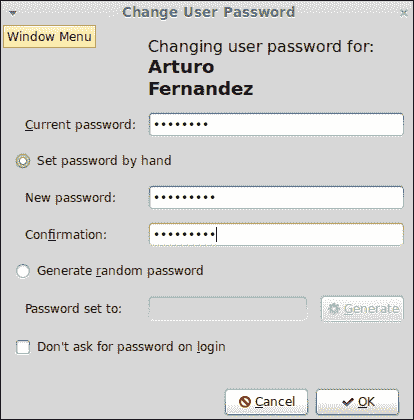 Change User Password
Window Menu
Changing user password for:
Arturo
Fernandez
Current password: ••••••••
Set password by hand
New password: •••••••••
Confirmation: •••••••••
Generate random password
Password set to:
Generate
Don't ask for password on login
Cancel
OK